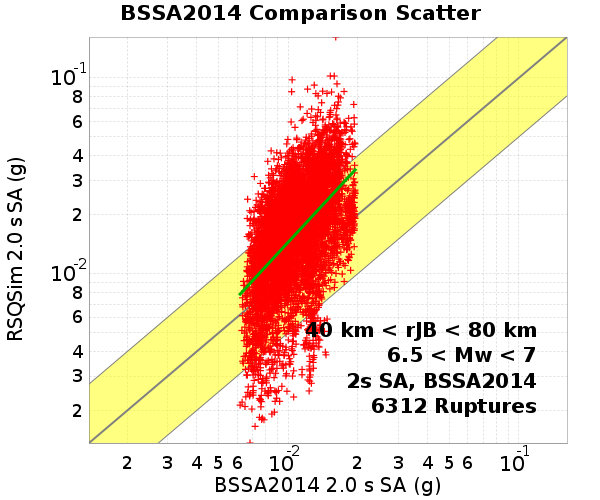 BSSA2014 Comparison Scatter
RSQSim 2.0 s SA (g)
10⁻¹
8
6
4
3
2
10⁻²
8
6
4
3
2
40 km < rJB < 80 km
6.5 < Mw < 7
2s SA, BSSA2014
6312 Ruptures
2 3 4 5 6 10⁻² 2 3 4 5 6 10⁻¹
BSSA2014 2.0 s SA (g)